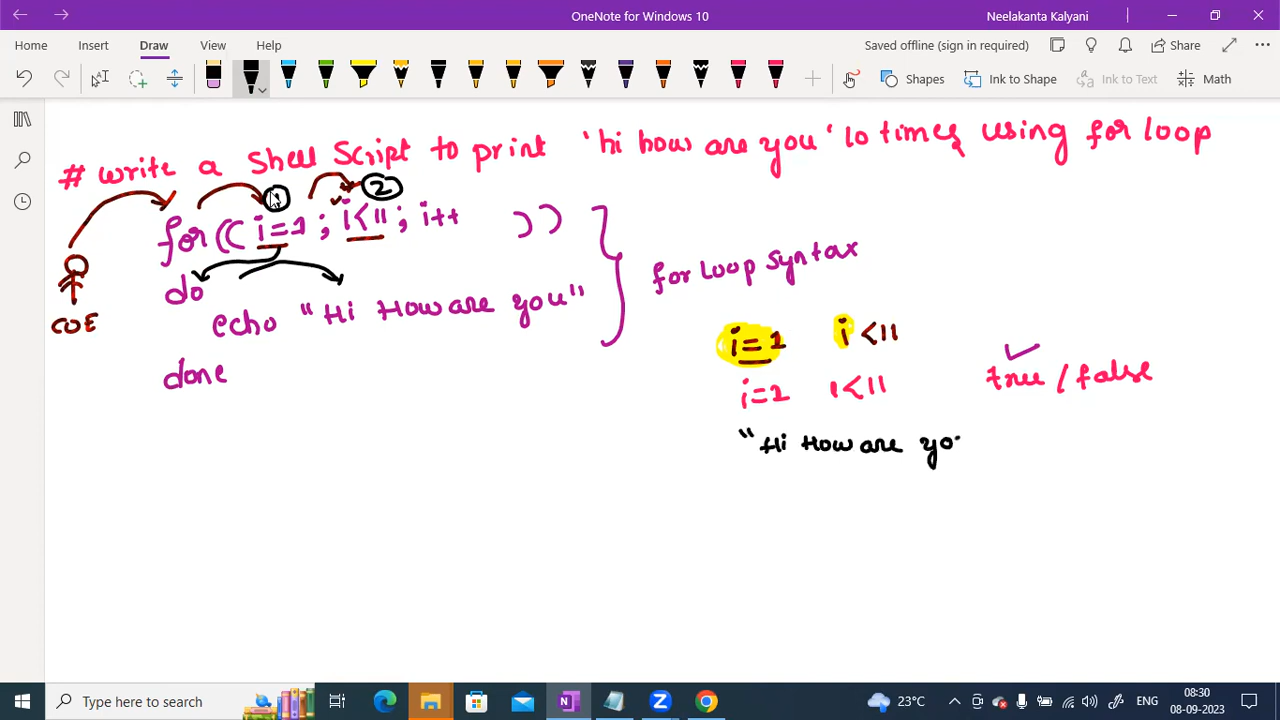 OneNote for Windows 10
Neelakanta Kalyani
Home Insert Draw View Help
Saved offline (sign in required)
Share
Shapes
Ink to Shape
Ink to Text
Math
# write a Shell Script to print 'hi how are you' 10 times using for loop
2
for (( i=1 ; i<11 ; i++ ))
do
echo "Hi How are you"
done
for loop syntax
COE
i=1 i<11
i=1 1<11 true / false
"Hi How are yo
Type here to search
23°C
ENG
08:30
08-09-2023